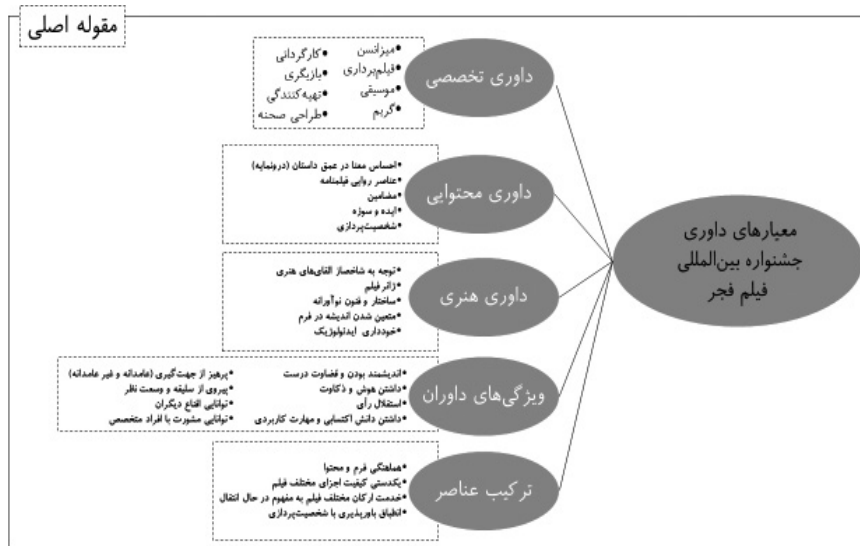 مقوله اصلی
معیارهای داوری
جشنواره بین‌المللی
فیلم فجر
داوری تخصصی
•میزانسن
•فیلم‌برداری
•موسیقی
•گریم
•کارگردانی
•بازیگری
•تهیه‌کنندگی
•طراحی صحنه
داوری محتوایی
•احساس معنا در عمق داستان (درونمایه)
•عناصر روایی فیلمنامه
•مضامین
•ایده و سوژه
•شخصیت‌پردازی
داوری هنری
•توجه به شاخصاز القای‌های هنری
•ژانر فیلم
•ساختار و فنون نوآورانه
•متعین شدن اندیشه در فرم
•خودداری ایدئولوژیک
ویژگی‌های داوران
•اندیشمند بودن و قضاوت درست
•داشتن هوش و ذکاوت
•استقلال رأی
•داشتن دانش اکتسابی و مهارت کاربردی
•پرهیز از جهت‌گیری (عامدانه و غیر عامدانه)
•پیروی از سلیقه و وسعت نظر
•توانایی اقناع دیگران
•توانایی مشورت با افراد متخصص
ترکیب عناصر
•هماهنگی فرم و محتوا
•یکدستی کیفیت اجزای مختلف فیلم
•خدمت ارکان مختلف فیلم به مفهوم در حال انتقال
•انطباق باورپذیری با شخصیت‌پردازی